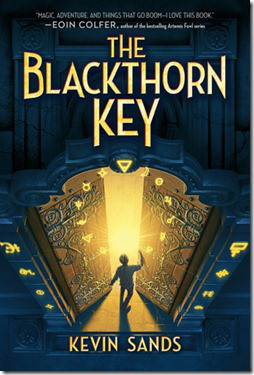 "MAGIC, ADVENTURE, AND THINGS THAT GO BOOM—I LOVE THIS BOOK."
—EOIN COLFER, author of the bestselling Artemis Fowl series
THE
BLACKTHORN
KEY
KEVIN SANDS